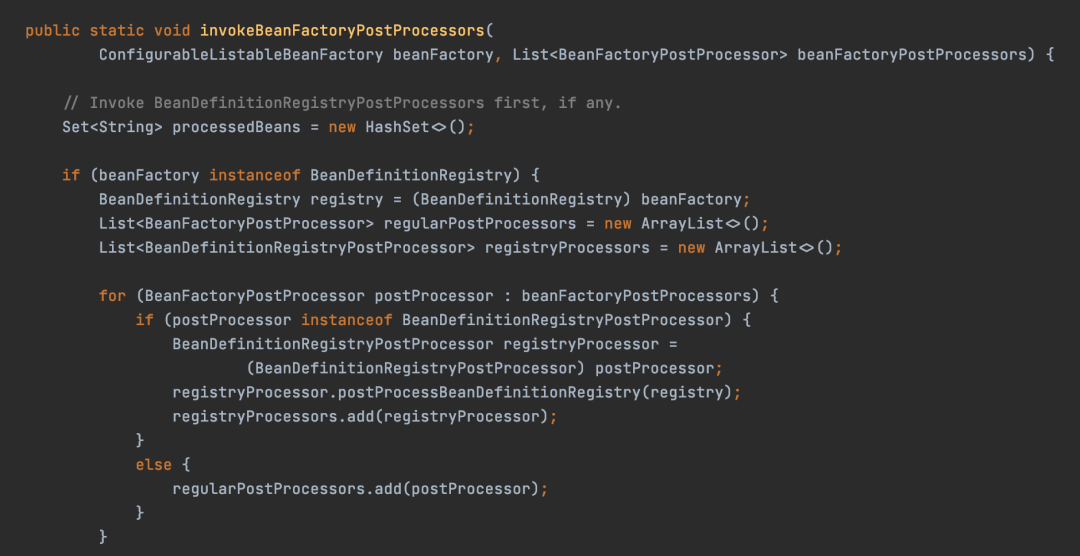 public static void invokeBeanFactoryPostProcessors(
        ConfigurableListableBeanFactory beanFactory, List<BeanFactoryPostProcessor> beanFactoryPostProcessors) {

    // Invoke BeanDefinitionRegistryPostProcessors first, if any.
    Set<String> processedBeans = new HashSet<>();

    if (beanFactory instanceof BeanDefinitionRegistry) {
        BeanDefinitionRegistry registry = (BeanDefinitionRegistry) beanFactory;
        List<BeanFactoryPostProcessor> regularPostProcessors = new ArrayList<>();
        List<BeanDefinitionRegistryPostProcessor> registryProcessors = new ArrayList<>();

        for (BeanFactoryPostProcessor postProcessor : beanFactoryPostProcessors) {
            if (postProcessor instanceof BeanDefinitionRegistryPostProcessor) {
                BeanDefinitionRegistryPostProcessor registryProcessor =
                        (BeanDefinitionRegistryPostProcessor) postProcessor;
                registryProcessor.postProcessBeanDefinitionRegistry(registry);
                registryProcessors.add(registryProcessor);
            }
            else {
                regularPostProcessors.add(postProcessor);
            }
        }